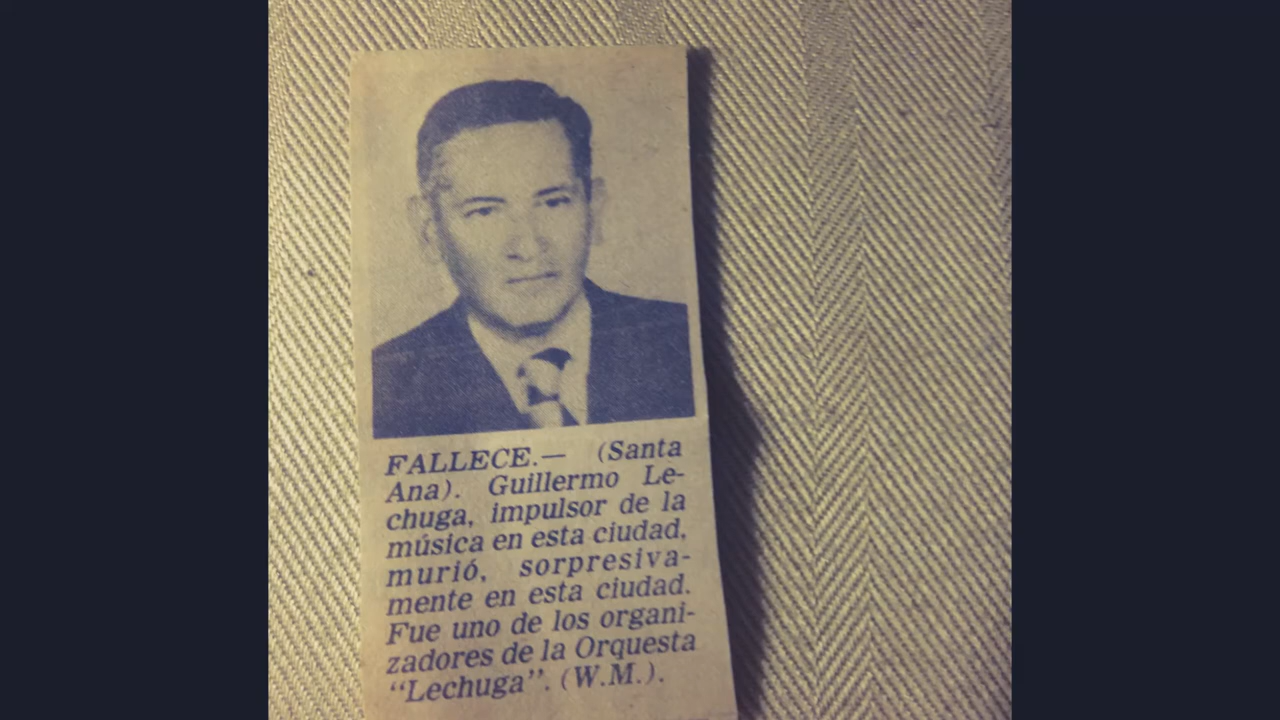 FALLECE.— (Santa
Ana). Guillermo Le-
chuga, impulsor de la
música en esta ciudad,
murió, sorpresiva-
mente en esta ciudad.
Fue uno de los organi-
zadores de la Orquesta
“Lechuga”. (W.M.).